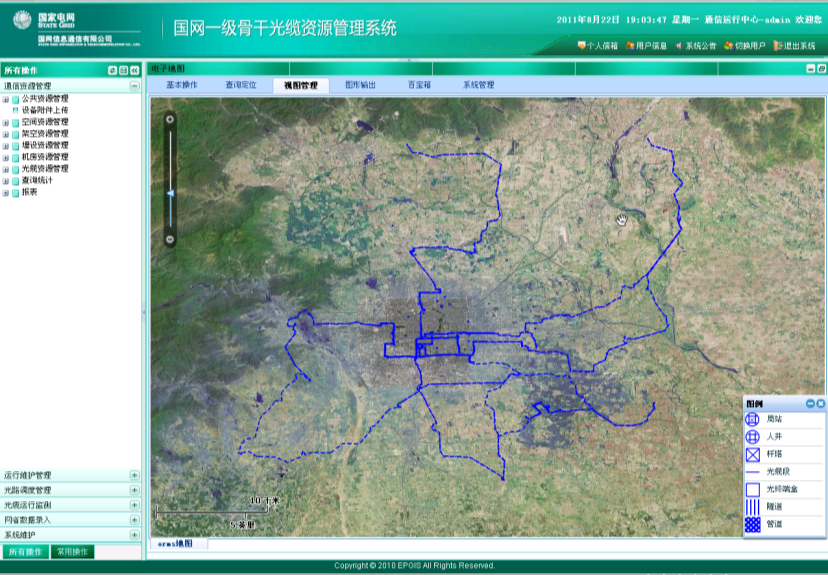 国家电网
STATE GRID
国网信息通信有限公司
STATE GRID INFORMATION & TELECOMMUNICATION CO., LTD.
国网一级骨干光缆资源管理系统
2011年8月22日 19:03:47 星期一 通信运行中心-admin 欢迎您
个人信箱 用户信息 系统公告 切换用户 退出系统
所有操作
电子地图
通信资源管理
基本操作 查询定位 视图管理 图形输出 百宝箱 系统管理
公共资源管理
设备附件上传
空间资源管理
架空资源管理
埋设资源管理
机房资源管理
光缆资源管理
查询统计
报表
图例
局站
人井
杆塔
光缆段
光终端盒
隧道
管道
运行维护管理
光路调度管理
光缆运行监测
网省数据录入
系统维护
10 千米
5 英里
所有操作 常用操作
arms地图
Copyright © 2010 EPGIS All Rights Reserved.